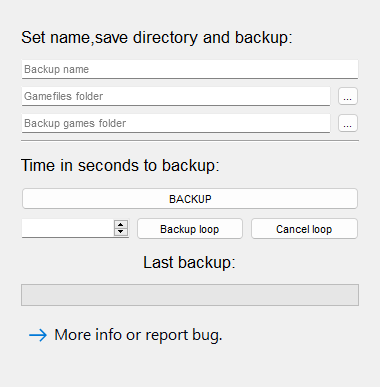 Set name,save directory and backup:
Backup name
Gamefiles folder ...
Backup games folder ...
Time in seconds to backup:
BACKUP
Backup loop Cancel loop
Last backup:
More info or report bug.